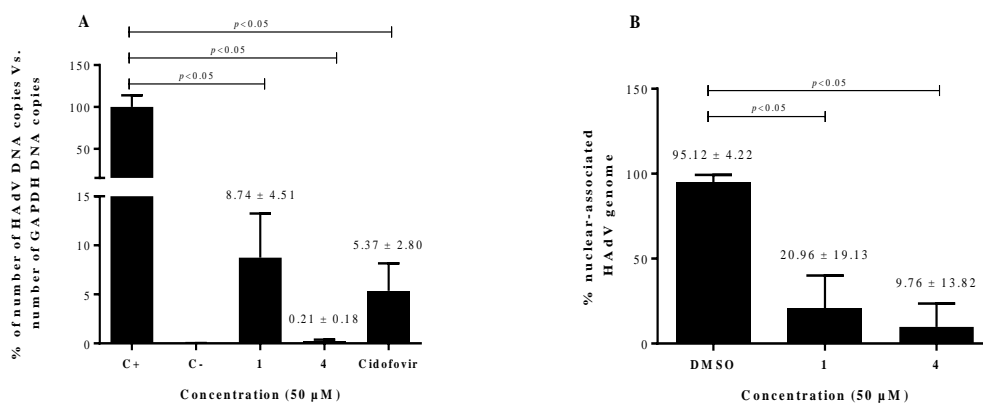 A
p<0.05
p<0.05
p<0.05
% of number of HAdV DNA copies Vs.
number of GAPDH DNA copies
150
100
50
15
10
5
0
8.74 ± 4.51
0.21 ± 0.18
5.37 ± 2.80
C+ C- 1 4 Cidofovir
Concentration (50 µM)
B
p<0.05
p<0.05
% nuclear-associated
HAdV genome
150
100
50
0
95.12 ± 4.22
20.96 ± 19.13
9.76 ± 13.82
DMSO 1 4
Concentration (50 µM)